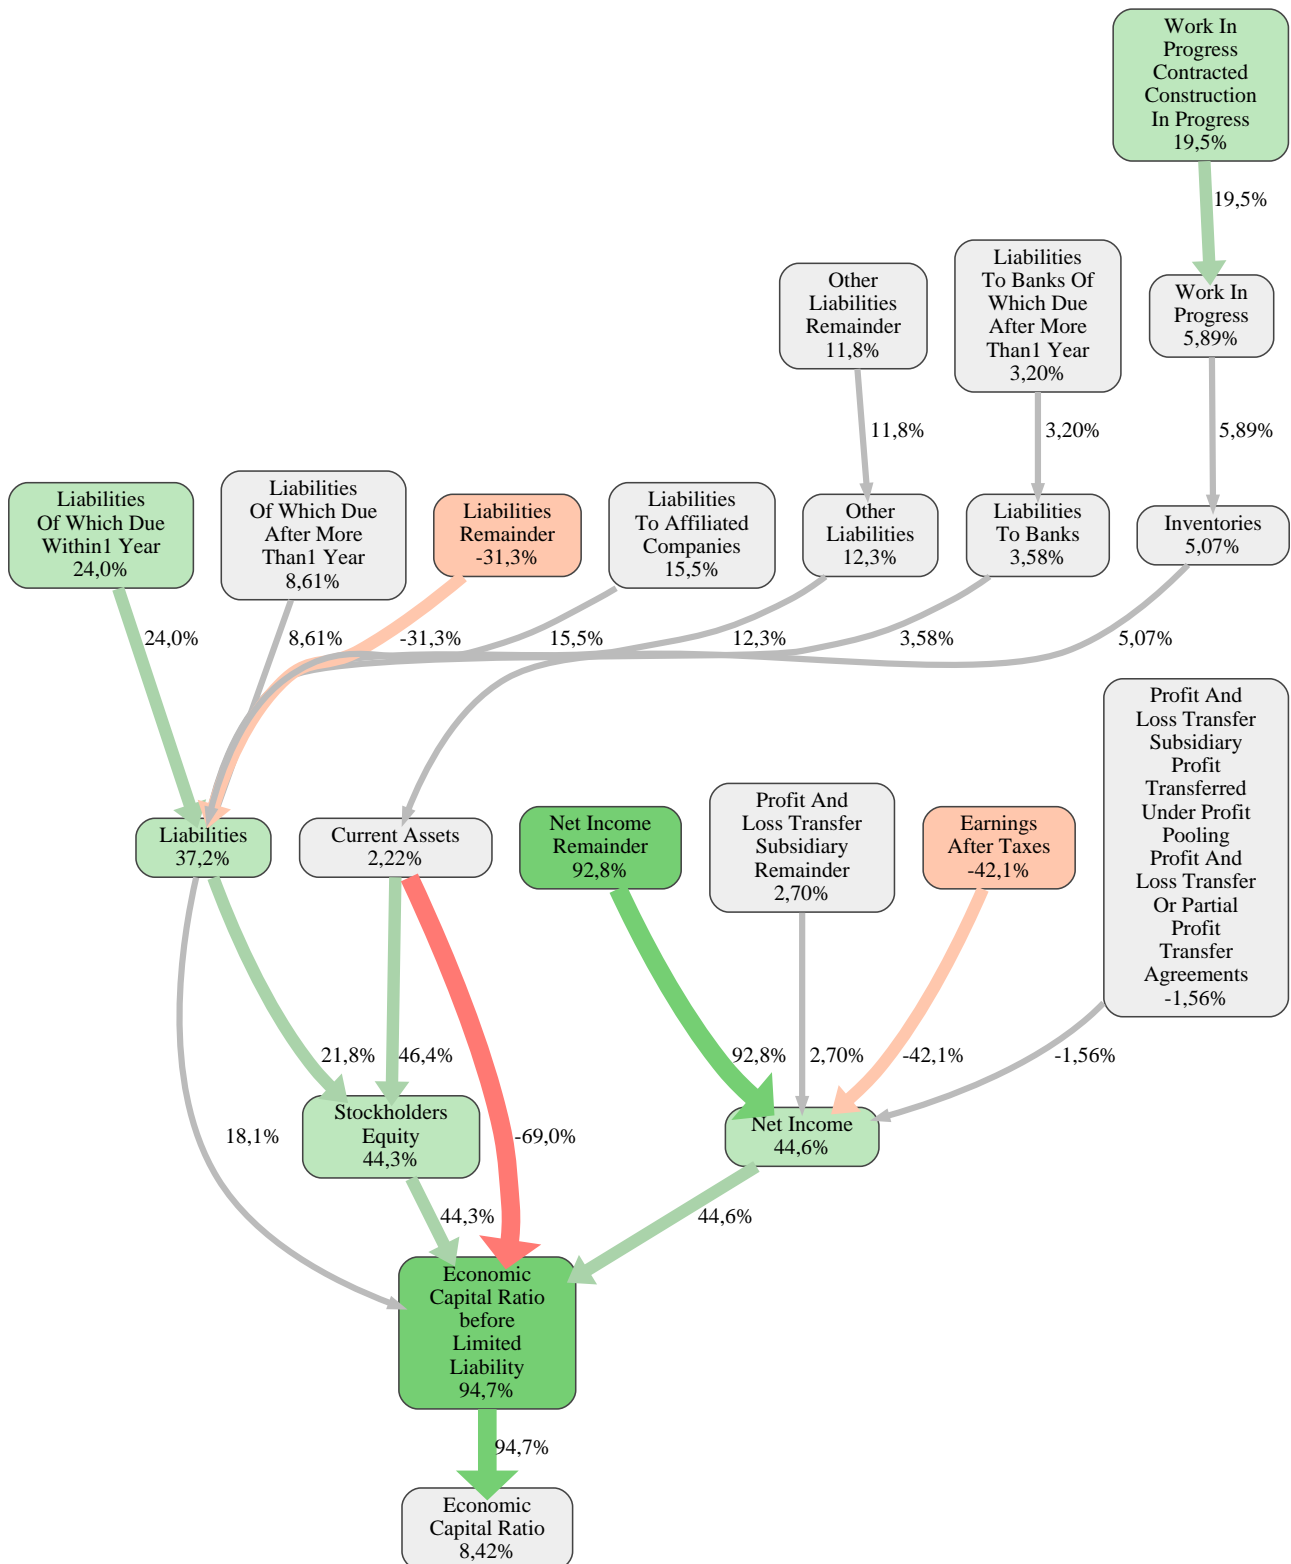 Work In
Progress
Contracted
Construction
In Progress
19,5%
19,5%
Other
Liabilities
Remainder
11,8%
Liabilities
To Banks Of
Which Due
After More
Than1 Year
3,20%
Work In
Progress
5,89%
11,8%
3,20%
5,89%
Liabilities
Of Which Due
Within1 Year
24,0%
Liabilities
Of Which Due
After More
Than1 Year
8,61%
Liabilities
Remainder
-31,3%
Liabilities
To Affiliated
Companies
15,5%
Other
Liabilities
12,3%
Liabilities
To Banks
3,58%
Inventories
5,07%
24,0%
8,61%
-31,3%
15,5%
12,3%
3,58%
5,07%
Liabilities
37,2%
Current Assets
2,22%
Net Income
Remainder
92,8%
Profit And
Loss Transfer
Subsidiary
Remainder
2,70%
Earnings
After Taxes
-42,1%
Profit And
Loss Transfer
Subsidiary
Profit
Transferred
Under Profit
Pooling
Profit And
Loss Transfer
Or Partial
Profit
Transfer
Agreements
-1,56%
21,8%
46,4%
92,8%
2,70%
-42,1%
-1,56%
Stockholders
Equity
44,3%
Net Income
44,6%
18,1%
-69,0%
44,3%
44,6%
Economic
Capital Ratio
before
Limited
Liability
94,7%
94,7%
Economic
Capital Ratio
8,42%